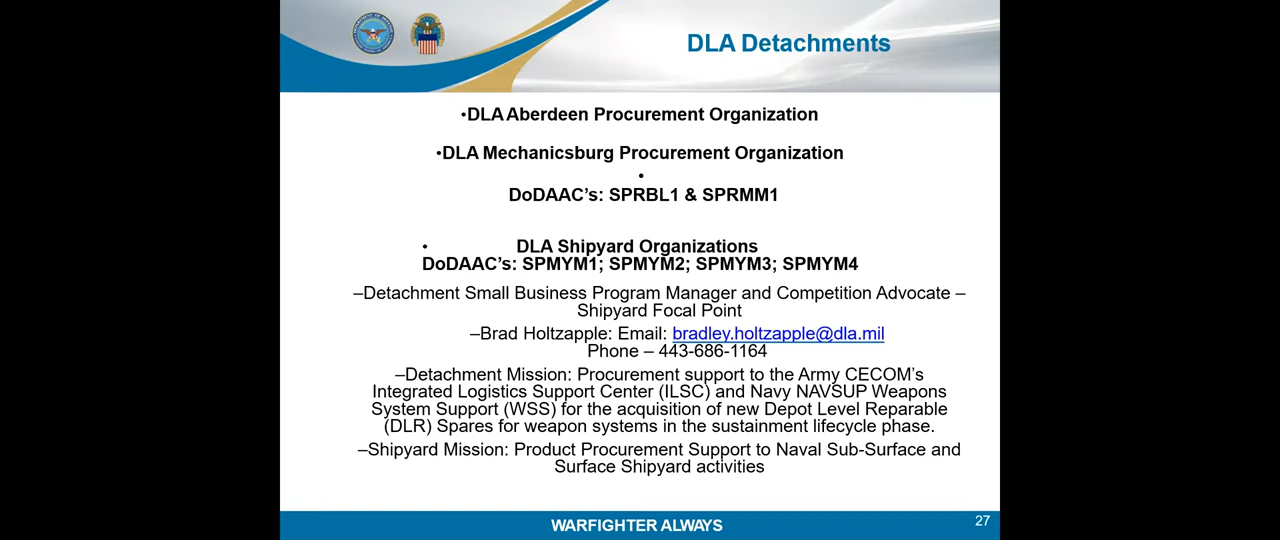 DLA Detachments
•DLA Aberdeen Procurement Organization
•DLA Mechanicsburg Procurement Organization
•
DoDAAC’s: SPRBL1 & SPRMM1
• DLA Shipyard Organizations
DoDAAC’s: SPMYM1; SPMYM2; SPMYM3; SPMYM4
–Detachment Small Business Program Manager and Competition Advocate –
Shipyard Focal Point
–Brad Holtzapple: Email: bradley.holtzapple@dla.mil
Phone – 443-686-1164
–Detachment Mission: Procurement support to the Army CECOM’s
Integrated Logistics Support Center (ILSC) and Navy NAVSUP Weapons
System Support (WSS) for the acquisition of new Depot Level Reparable
(DLR) Spares for weapon systems in the sustainment lifecycle phase.
–Shipyard Mission: Product Procurement Support to Naval Sub-Surface and
Surface Shipyard activities
WARFIGHTER ALWAYS
27